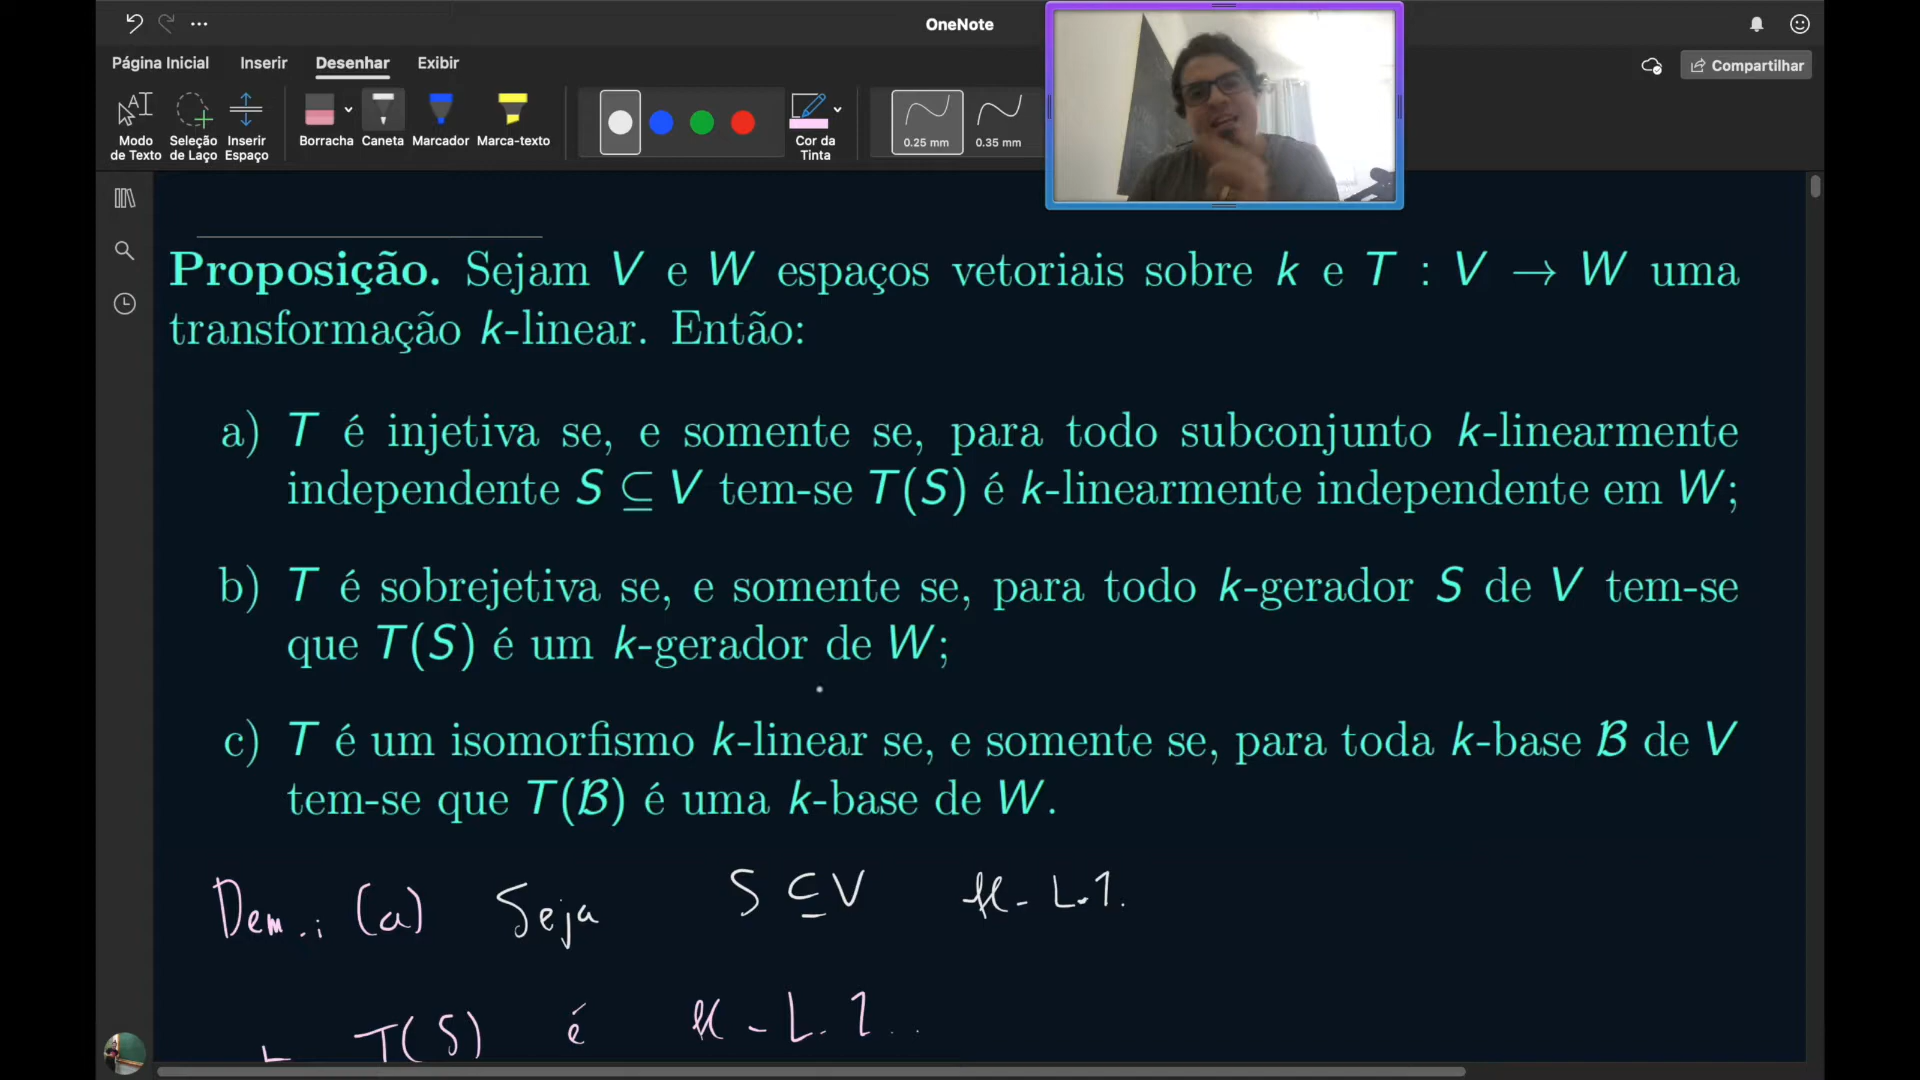 OneNote
Página Inicial Inserir Desenhar Exibir
Compartilhar
Modo de Texto
Seleção de Laço
Inserir Espaço
Borracha
Caneta
Marcador
Marca-texto
Cor da Tinta
0.25 mm
0.35 mm
Proposição. Sejam V e W espaços vetoriais sobre k e T : V → W uma
transformação k-linear. Então:
a) T é injetiva se, e somente se, para todo subconjunto k-linearmente
independente S ⊆ V tem-se T(S) é k-linearmente independente em W;
b) T é sobrejetiva se, e somente se, para todo k-gerador S de V tem-se
que T(S) é um k-gerador de W;
c) T é um isomorfismo k-linear se, e somente se, para toda k-base ℬ de V
tem-se que T(ℬ) é uma k-base de W.
Dem.: (a) Seja S ⊆ V k - L.I.
T(S) é k - L.I..